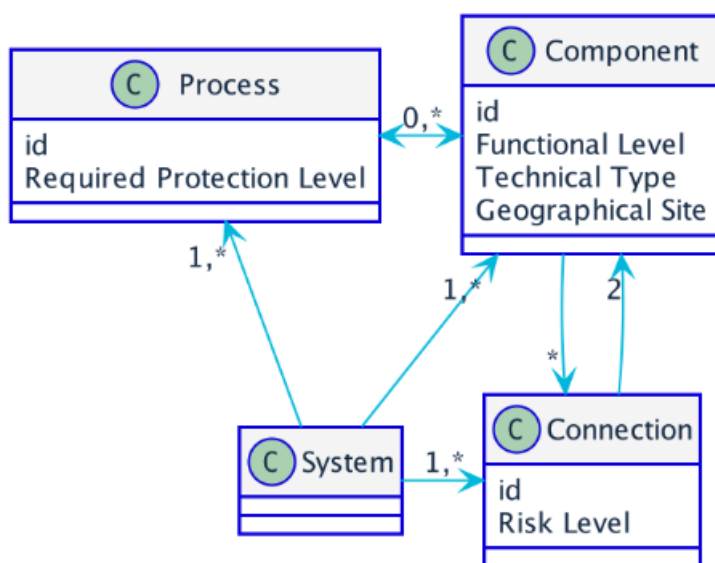 C Process
id
Required Protection Level
0,*
C Component
id
Functional Level
Technical Type
Geographical Site
1,*
1,*
2
*
C System
1,*
C Connection
id
Risk Level